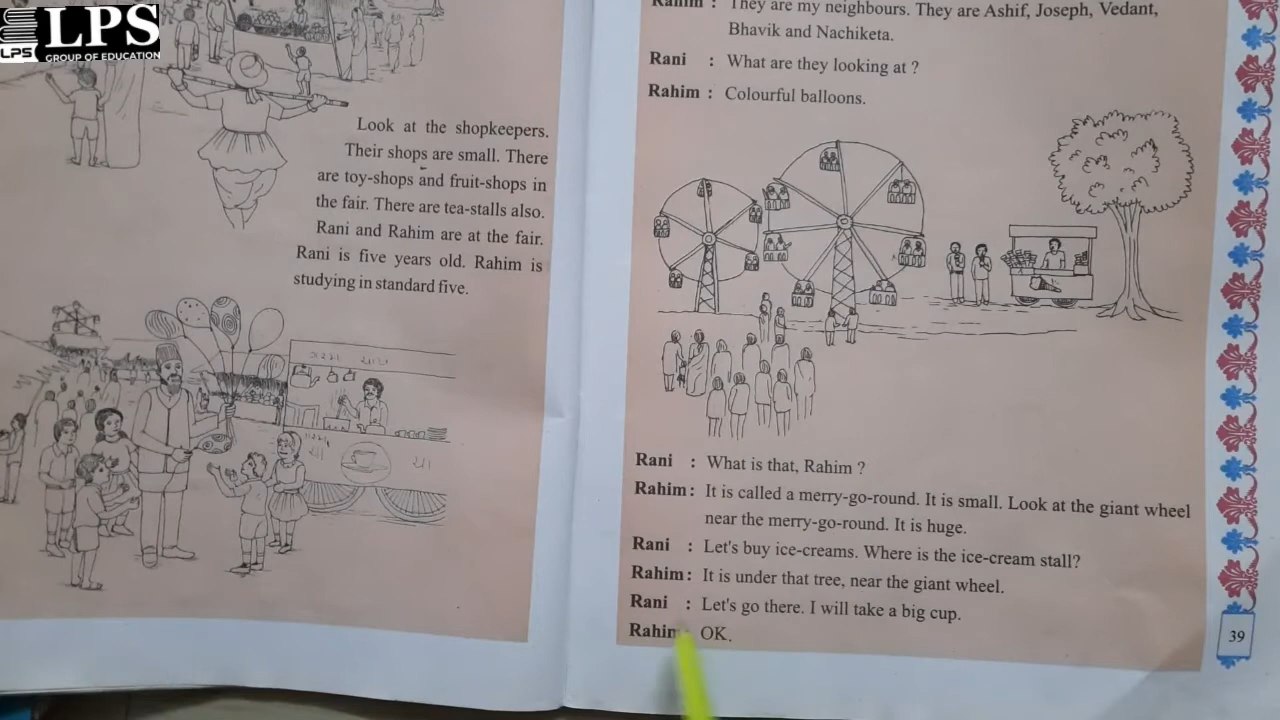 LPS
LPS
GROUP OF EDUCATION
Look at the shopkeepers.
Their shops are small. There
are toy-shops and fruit-shops in
the fair. There are tea-stalls also.
Rani and Rahim are at the fair.
Rani is five years old. Rahim is
studying in standard five.
ગરમ ચાય
ચા
ચા
Rahim : They are my neighbours. They are Ashif, Joseph, Vedant,
Bhavik and Nachiketa.
Rani : What are they looking at ?
Rahim : Colourful balloons.
Rani : What is that, Rahim ?
Rahim : It is called a merry-go-round. It is small. Look at the giant wheel
near the merry-go-round. It is huge.
Rani : Let's buy ice-creams. Where is the ice-cream stall?
Rahim : It is under that tree, near the giant wheel.
Rani : Let's go there. I will take a big cup.
Rahim : OK.
39